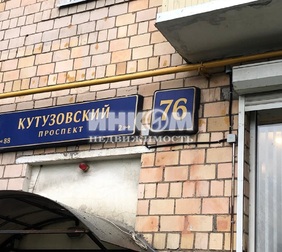 КУТУЗОВСКИЙ
ПРОСПЕКТ
76
ИНКОМ
НЕДВИЖИМОСТЬ